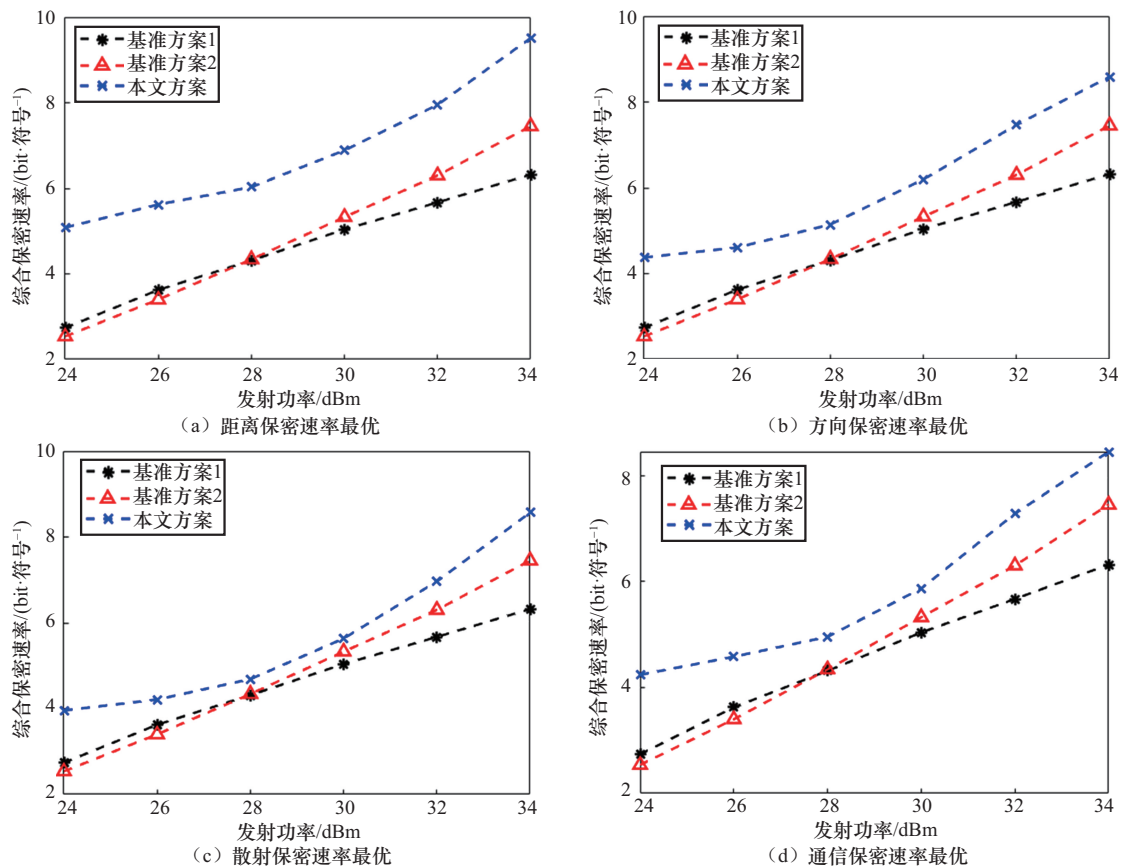 综合保密速率/(bit·符号⁻¹)
10
8
6
4
2
基准方案1
基准方案2
本文方案
24 26 28 30 32 34
发射功率/dBm
（a）距离保密速率最优
综合保密速率/(bit·符号⁻¹)
10
8
6
4
2
基准方案1
基准方案2
本文方案
24 26 28 30 32 34
发射功率/dBm
（b）方向保密速率最优
综合保密速率/(bit·符号⁻¹)
10
8
6
4
2
基准方案1
基准方案2
本文方案
24 26 28 30 32 34
发射功率/dBm
（c）散射保密速率最优
综合保密速率/(bit·符号⁻¹)
8
6
4
2
基准方案1
基准方案2
本文方案
24 26 28 30 32 34
发射功率/dBm
（d）通信保密速率最优